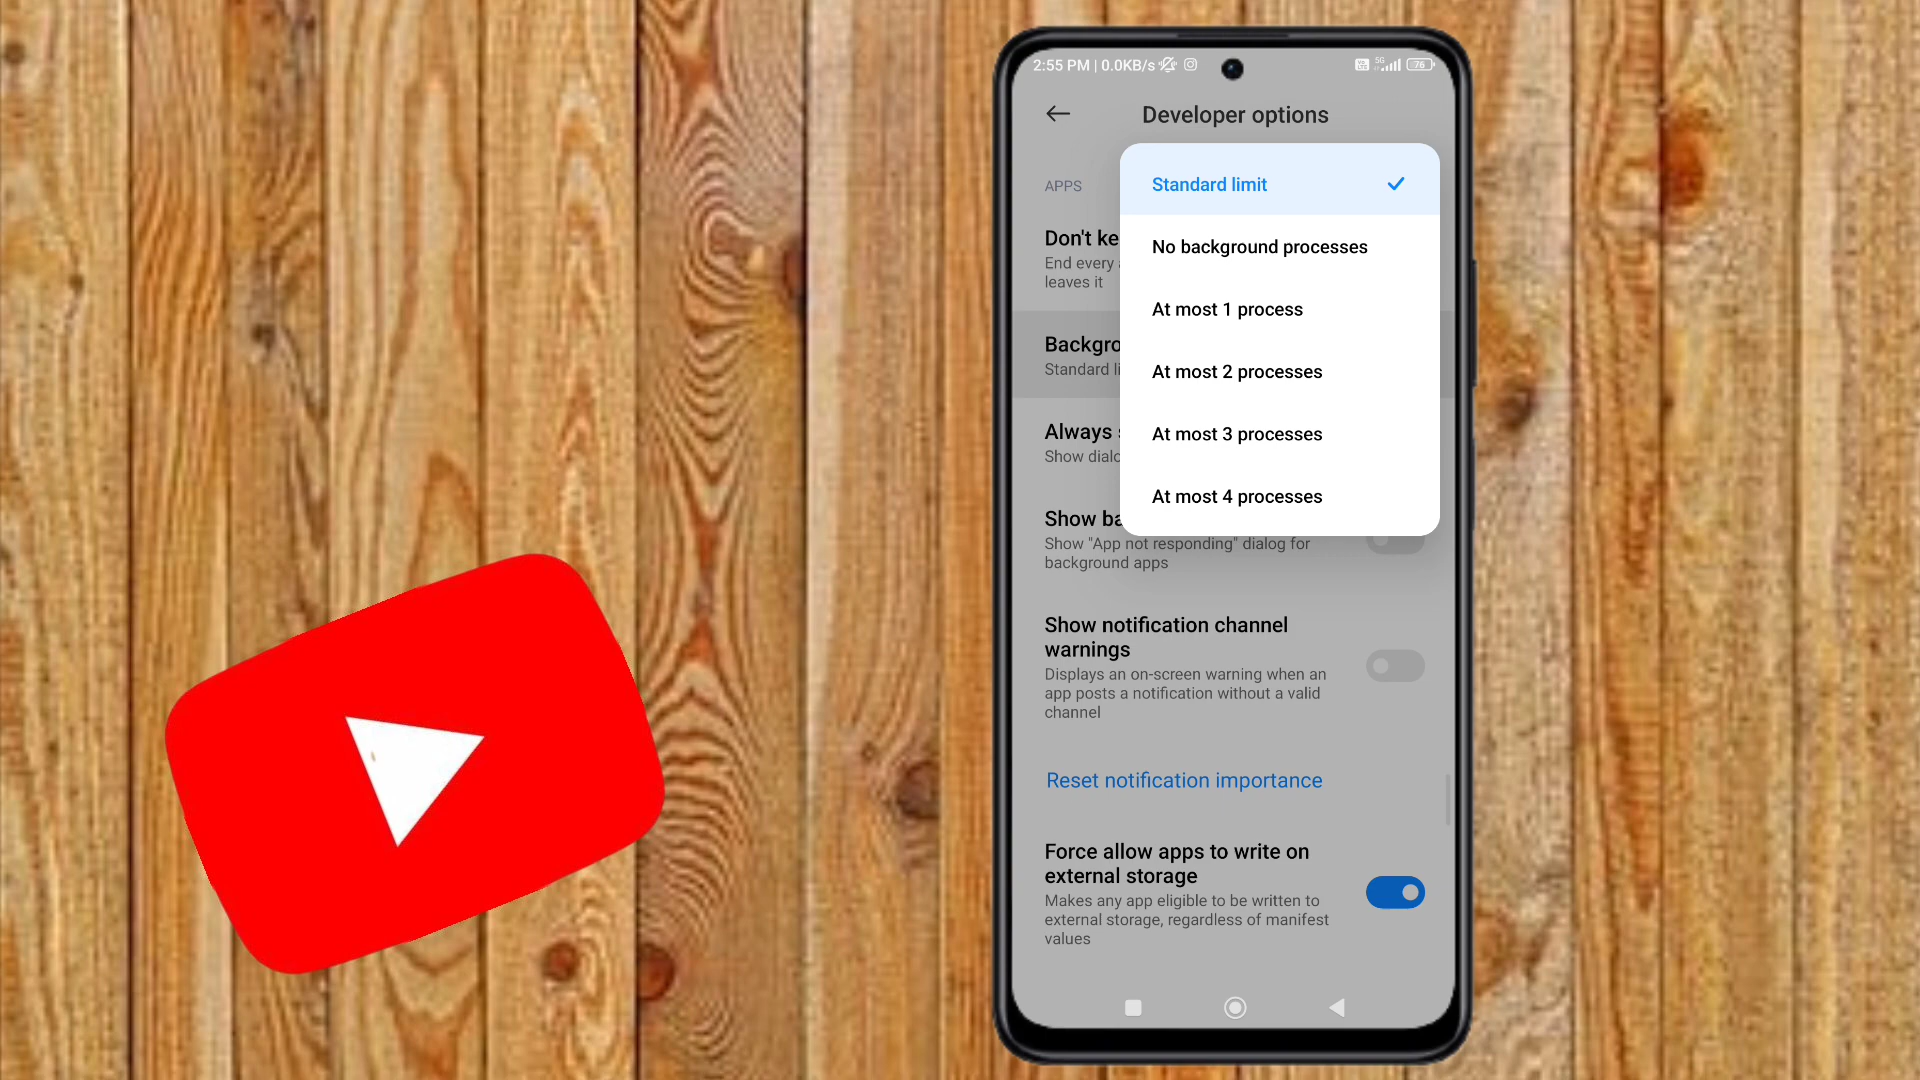 2:55 PM | 0.0KB/s
5G
76
Developer options
APPS
Standard limit
Don't ke
No background processes
End every
leaves it
At most 1 process
Backgro
Standard li
At most 2 processes
Always
At most 3 processes
Show dialo
At most 4 processes
Show ba
Show "App not responding" dialog for
background apps
Show notification channel
warnings
Displays an on-screen warning when an
app posts a notification without a valid
channel
Reset notification importance
Force allow apps to write on
external storage
Makes any app eligible to be written to
external storage, regardless of manifest
values